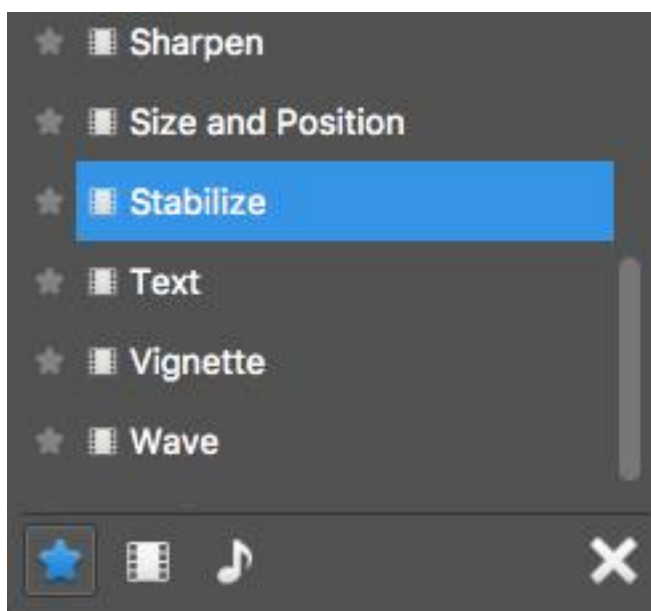 Sharpen
Size and Position
Stabilize
Text
Vignette
Wave